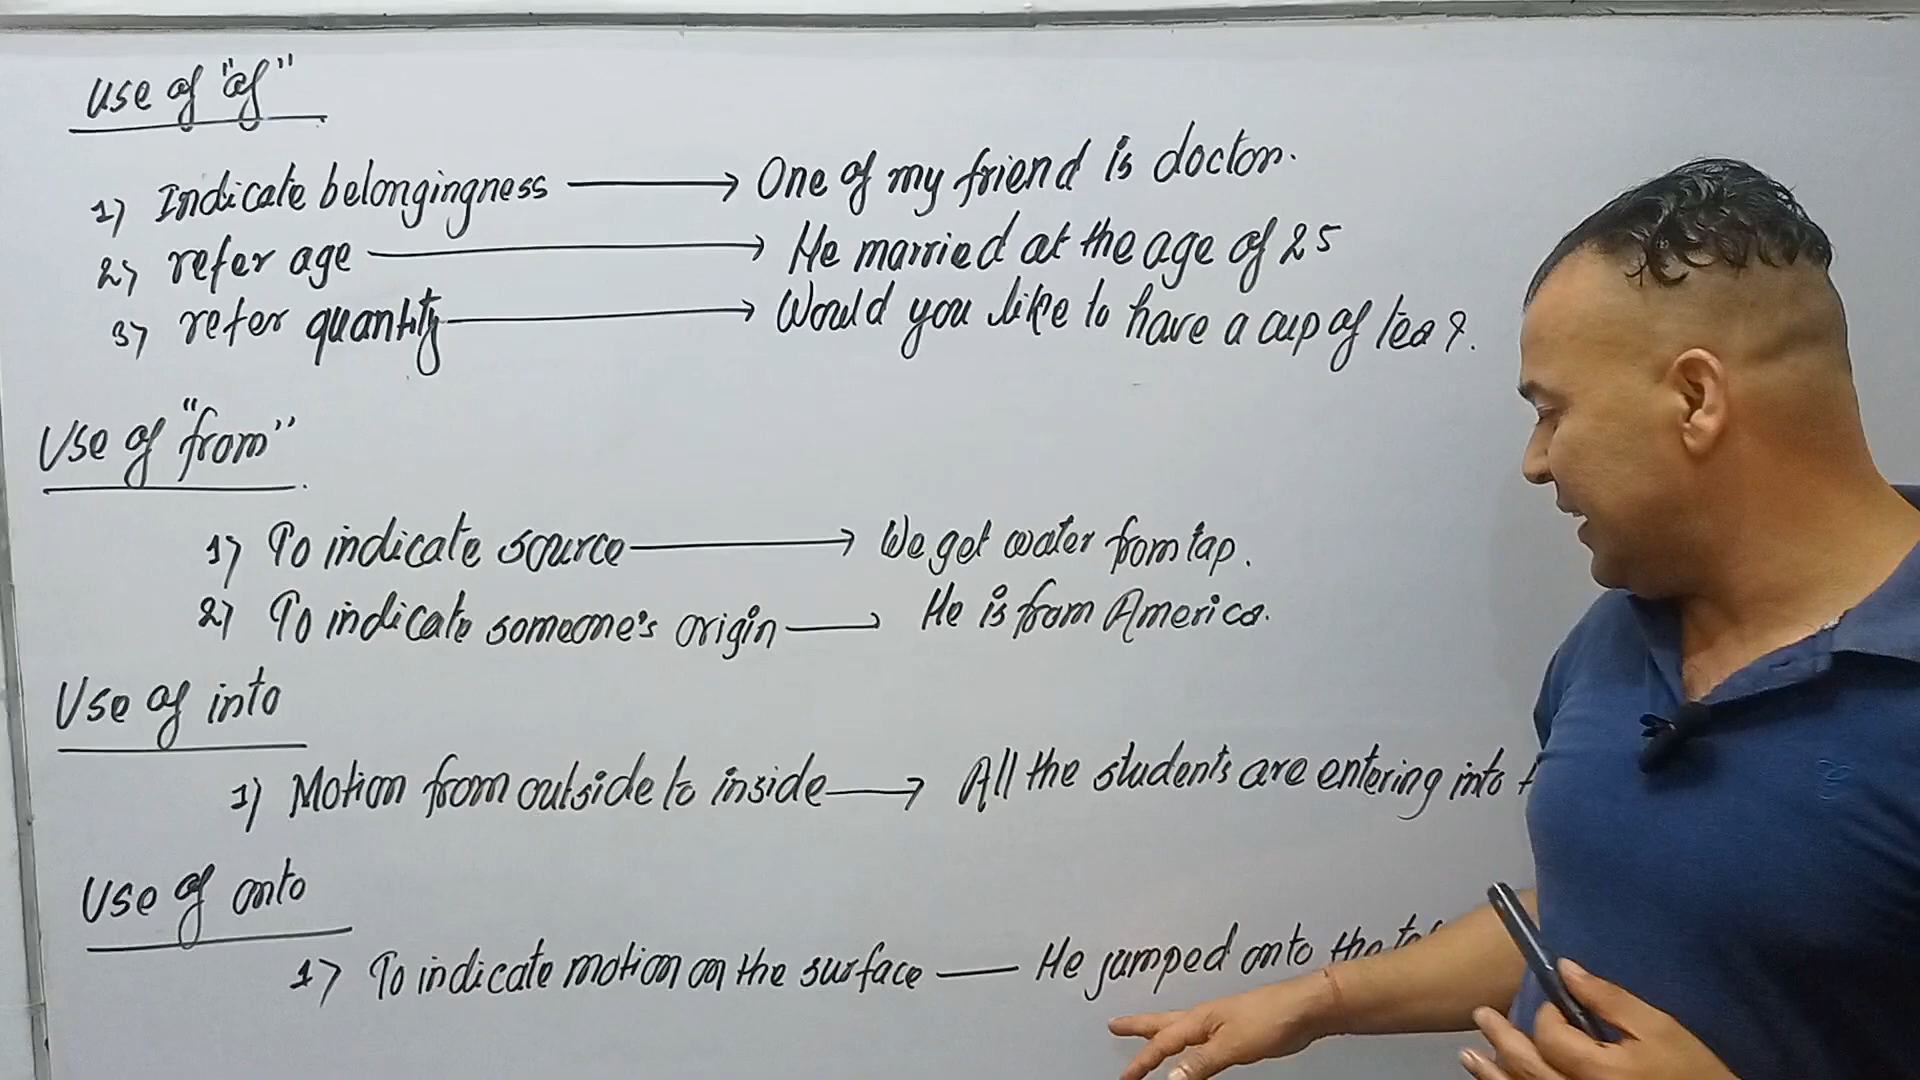 Use of "of"
1) Indicate belongingness → One of my friend is doctor.
2) refer age → He married at the age of 25
3) refer quantity → Would you like to have a cup of tea?.
Use of "from"
1) To indicate source → We get water from tap.
2) To indicate someone's origin → He is from America.
Use of into
1) Motion from outside to inside → All the students are entering into
Use of onto
1) To indicate motion on the surface — He jumped onto the